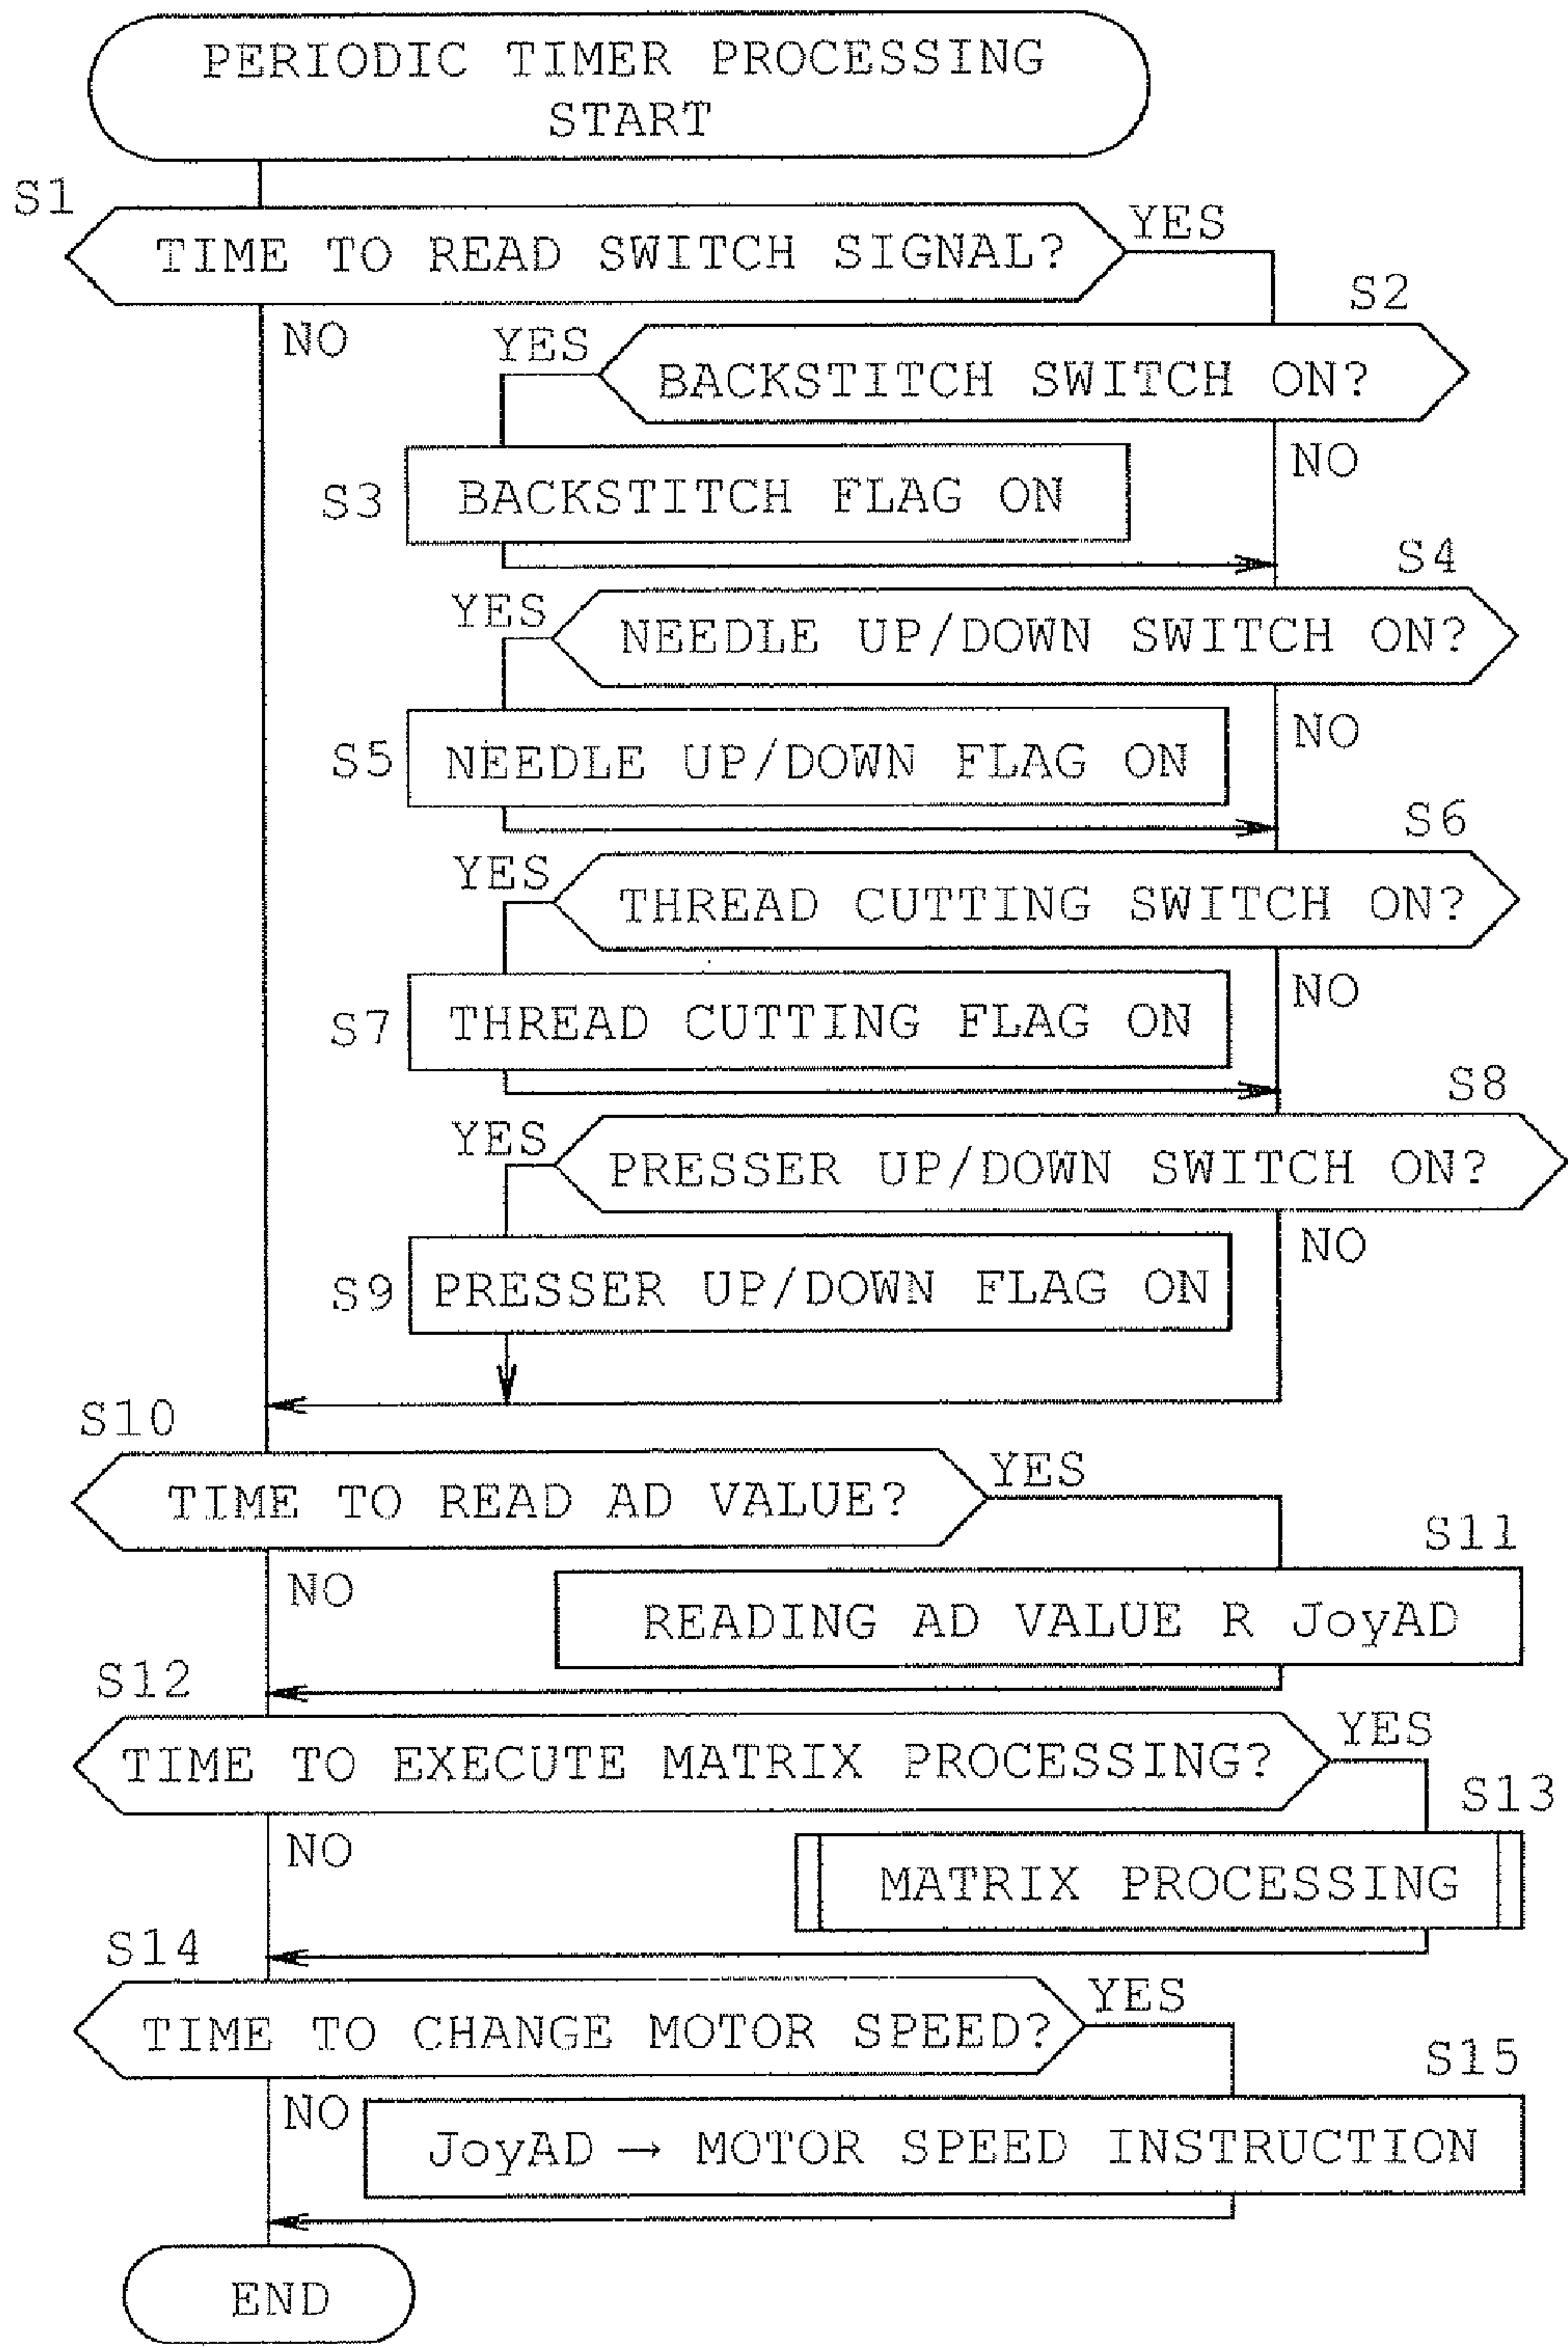 PERIODIC TIMER PROCESSING
START
S1
TIME TO READ SWITCH SIGNAL?
YES
NO
S2
YES
BACKSTITCH SWITCH ON?
NO
S3
BACKSTITCH FLAG ON
S4
YES
NEEDLE UP/DOWN SWITCH ON?
NO
S5
NEEDLE UP/DOWN FLAG ON
S6
YES
THREAD CUTTING SWITCH ON?
NO
S7
THREAD CUTTING FLAG ON
S8
YES
PRESSER UP/DOWN SWITCH ON?
NO
S9
PRESSER UP/DOWN FLAG ON
S10
TIME TO READ AD VALUE?
YES
NO
S11
READING AD VALUE R JoyAD
S12
TIME TO EXECUTE MATRIX PROCESSING?
YES
NO
S13
MATRIX PROCESSING
S14
TIME TO CHANGE MOTOR SPEED?
YES
NO
S15
JoyAD → MOTOR SPEED INSTRUCTION
END